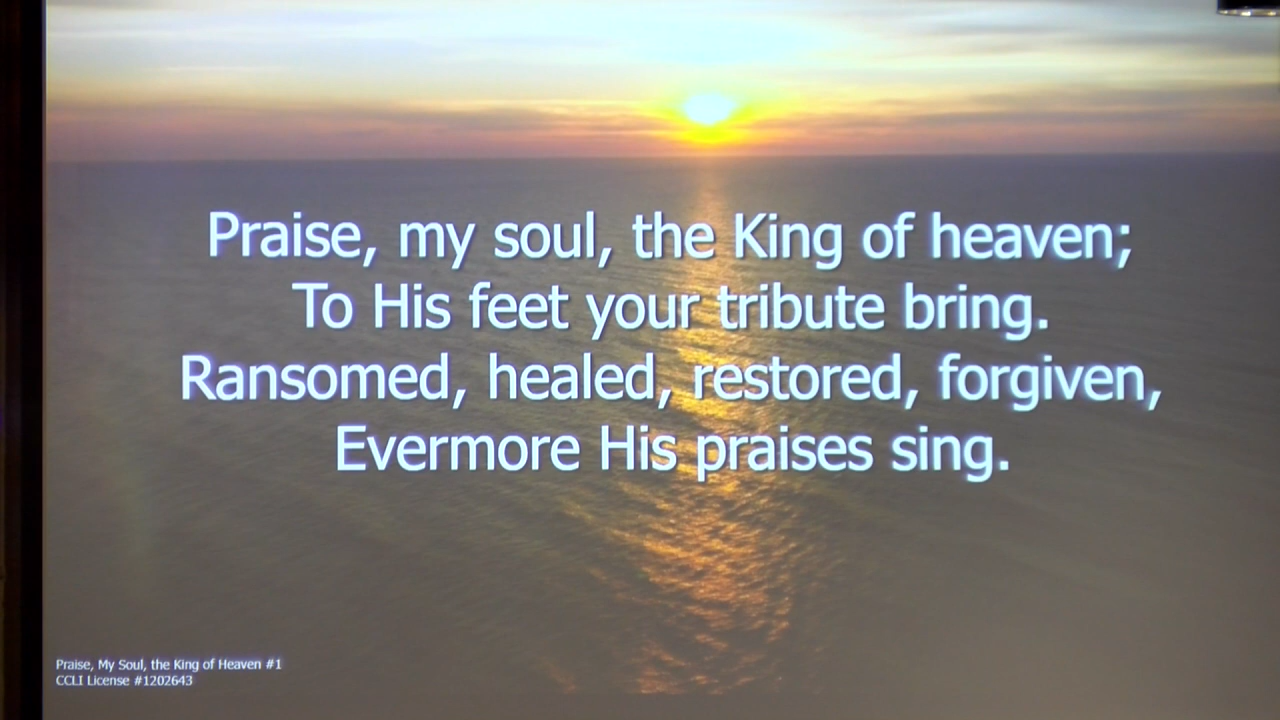 Praise, my soul, the King of heaven;
To His feet your tribute bring.
Ransomed, healed, restored, forgiven,
Evermore His praises sing.
Praise, My Soul, the King of Heaven #1
CCLI License #1202643